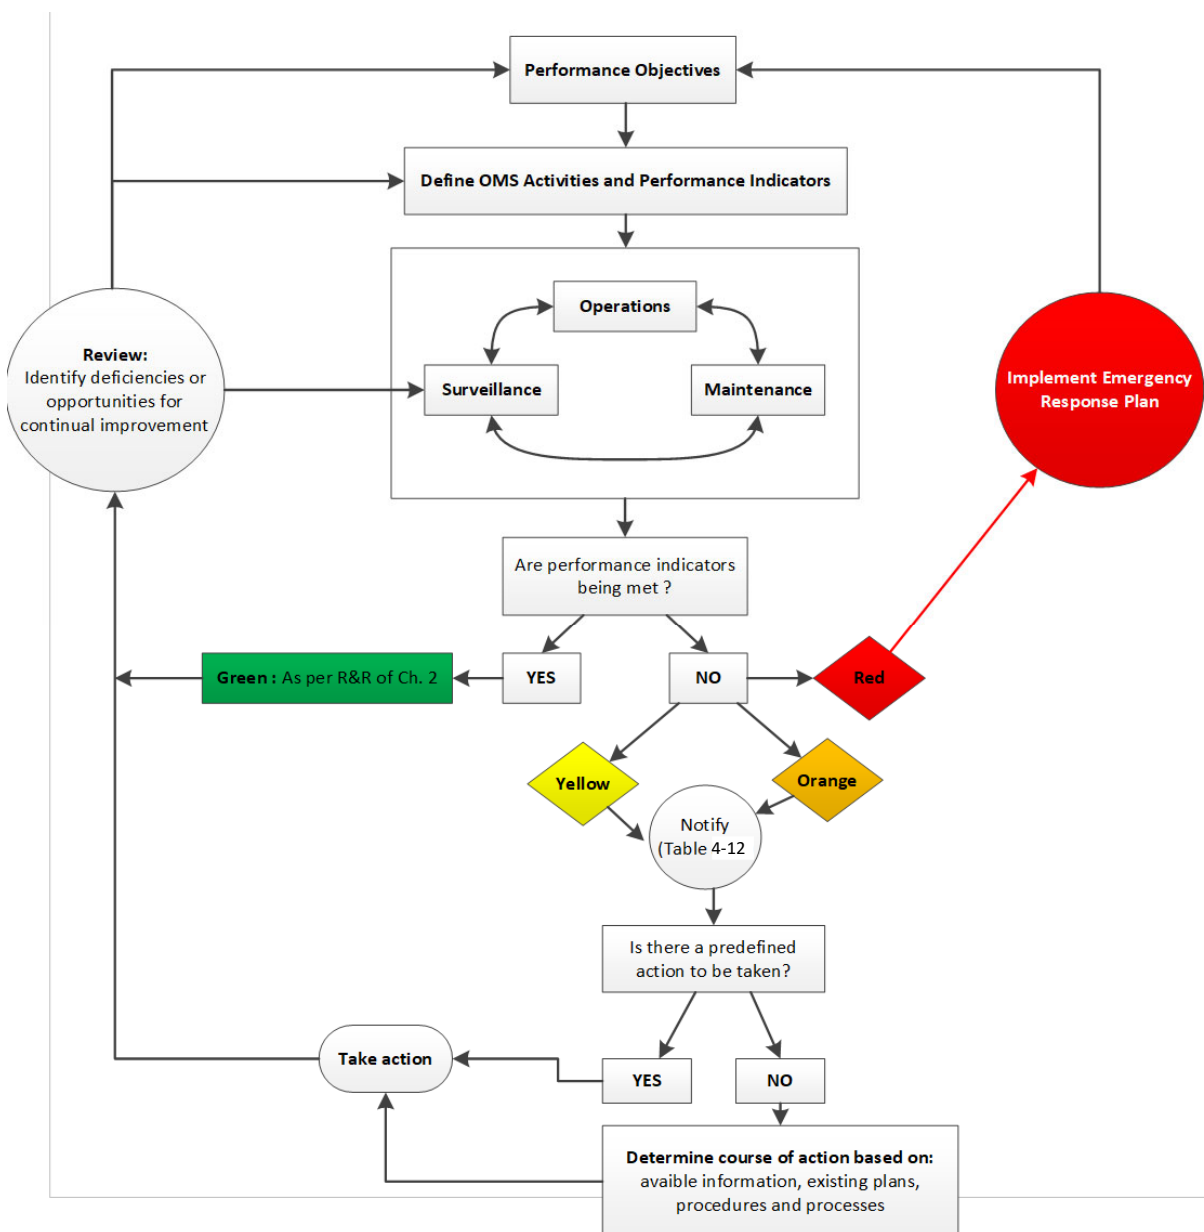 Performance Objectives
Define OMS Activities and Performance Indicators
Operations
Surveillance
Maintenance
Review:
Identify deficiencies or
opportunities for
continual improvement
Implement Emergency
Response Plan
Are performance indicators
being met ?
Green : As per R&R of Ch. 2
YES
NO
Red
Yellow
Orange
Notify
(Table 4-12
Is there a predefined
action to be taken?
Take action
YES
NO
Determine course of action based on:
avaible information, existing plans,
procedures and processes